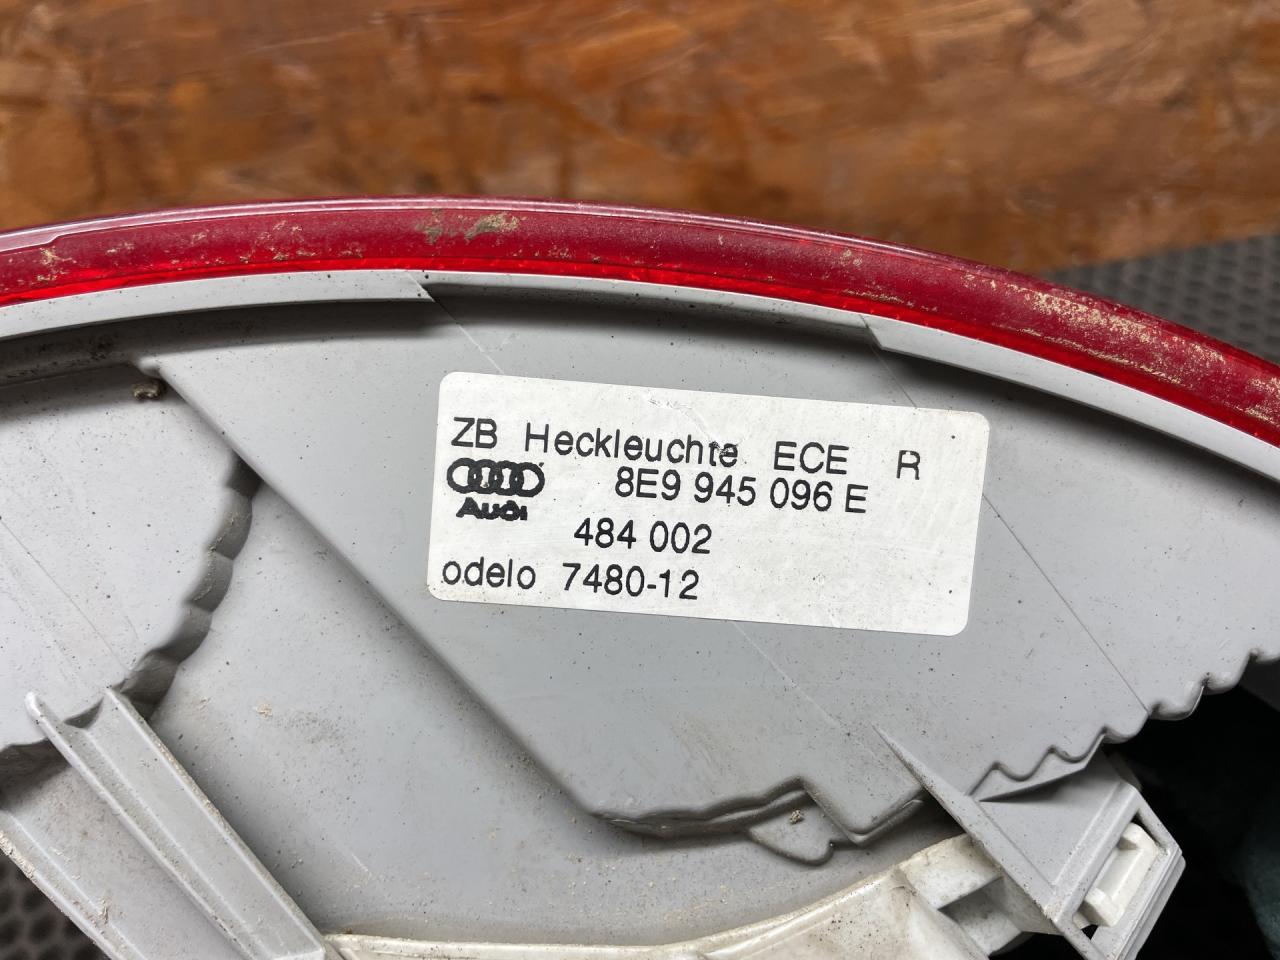 ZB Heckleuchte ECE R
8E9 945 096 E
Audi
484 002
odelo 7480-12